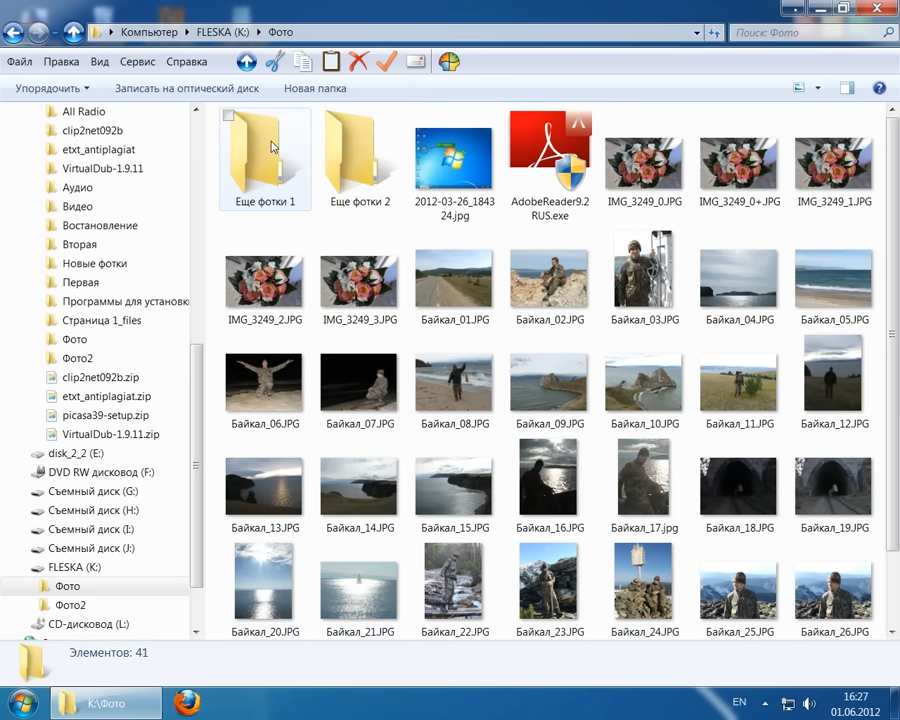 Компьютер ▸ FLESKA (K:) ▸ Фото
Поиск: Фото
Файл Правка Вид Сервис Справка
Упорядочить Записать на оптический диск Новая папка
All Radio
clip2net092b
etxt_antiplagiat
VirtualDub-1.9.11
Аудио
Видео
Востановление
Вторая
Новые фотки
Первая
Программы для установки
Страница 1_files
Фото
Фото2
clip2net092b.zip
etxt_antiplagiat.zip
picasa39-setup.zip
VirtualDub-1.9.11.zip
disk_2_2 (E:)
DVD RW дисковод (F:)
Съемный диск (G:)
Съемный диск (H:)
Съемный диск (I:)
Съемный диск (J:)
FLESKA (K:)
Фото
Фото2
CD-дисковод (L:)
Еще фотки 1
Еще фотки 2
2012-03-26_1843
24.jpg
AdobeReader9.2
RUS.exe
IMG_3249_0.JPG
IMG_3249_0+.JPG
IMG_3249_1.JPG
IMG_3249_2.JPG
IMG_3249_3.JPG
Байкал_01.JPG
Байкал_02.JPG
Байкал_03.JPG
Байкал_04.JPG
Байкал_05.JPG
Байкал_06.JPG
Байкал_07.JPG
Байкал_08.JPG
Байкал_09.JPG
Байкал_10.JPG
Байкал_11.JPG
Байкал_12.JPG
Байкал_13.JPG
Байкал_14.JPG
Байкал_15.JPG
Байкал_16.JPG
Байкал_17.jpg
Байкал_18.JPG
Байкал_19.JPG
Байкал_20.JPG
Байкал_21.JPG
Байкал_22.JPG
Байкал_23.JPG
Байкал_24.JPG
Байкал_25.JPG
Байкал_26.JPG
Элементов: 41
K:\Фото
EN
16:27
01.06.2012